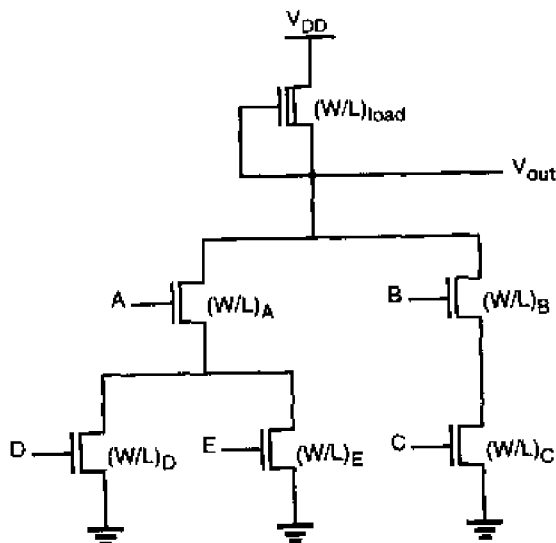 V_DD
(W/L)_load
V_out
A
(W/L)_A
B
(W/L)_B
D
(W/L)_D
E
(W/L)_E
C
(W/L)_C